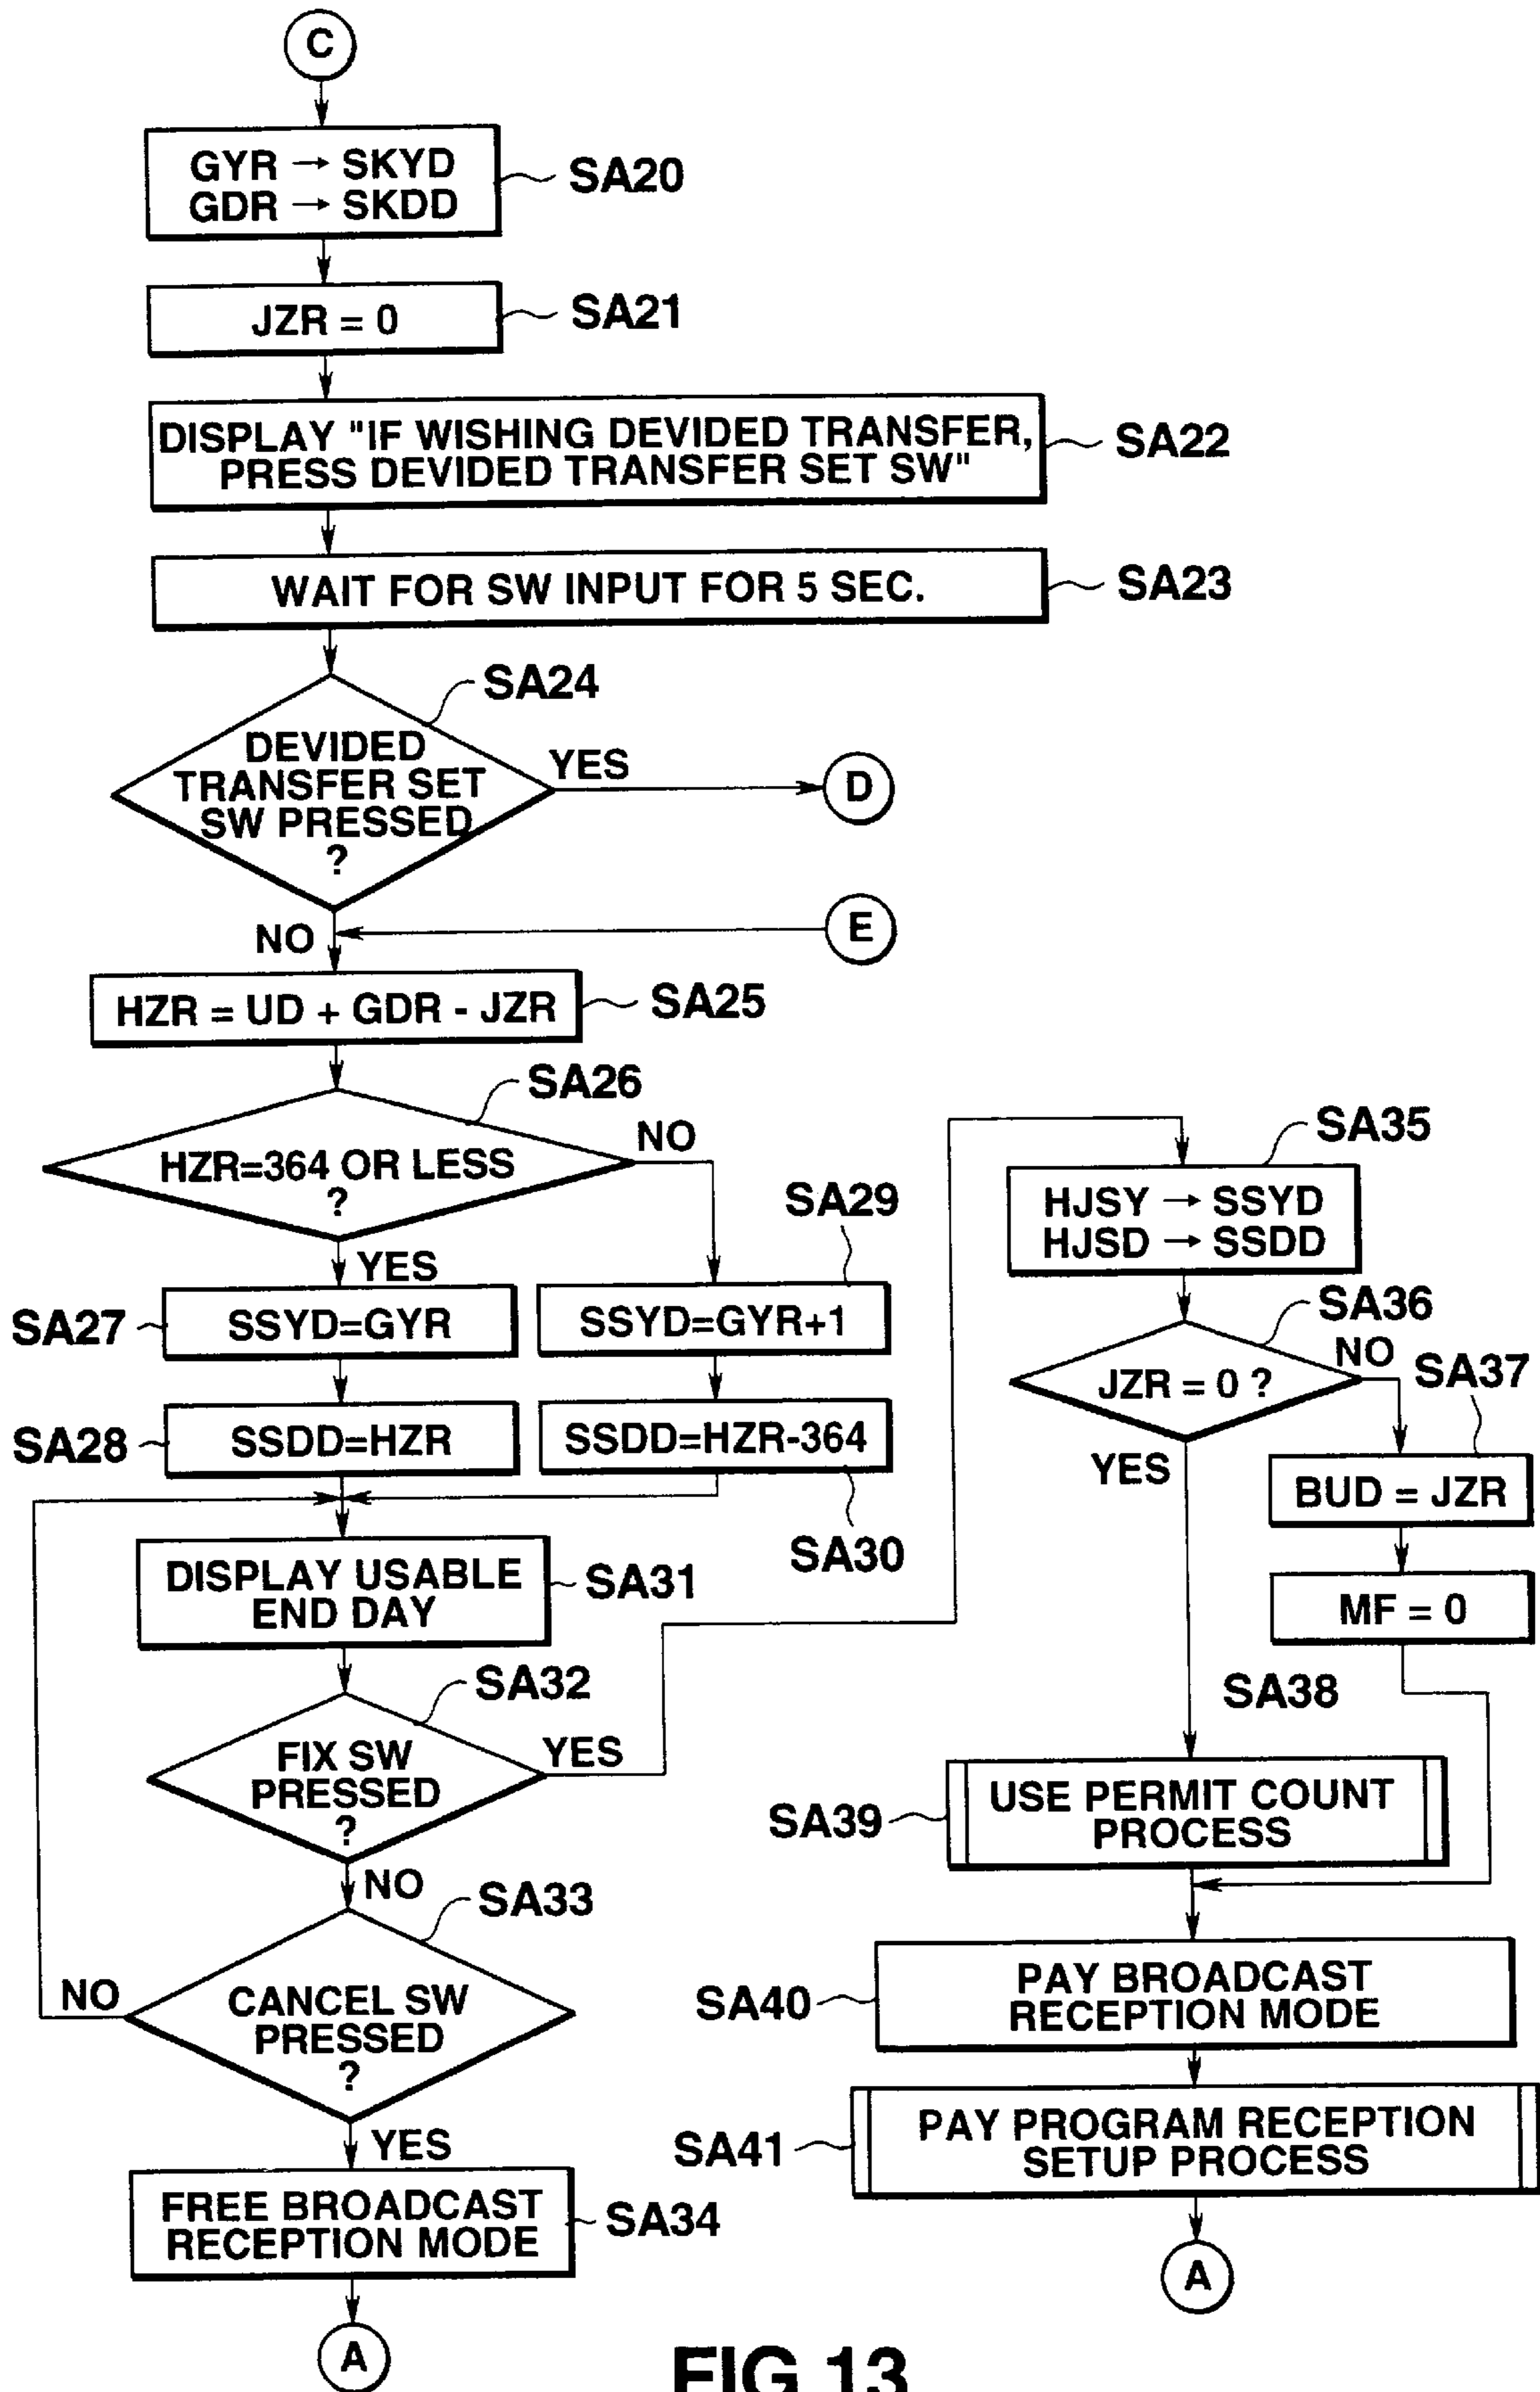 C
GYR → SKYD
GDR → SKDD
SA20
JZR = 0
SA21
DISPLAY "IF WISHING DEVIDED TRANSFER,
PRESS DEVIDED TRANSFER SET SW"
SA22
WAIT FOR SW INPUT FOR 5 SEC.
SA23
SA24
DEVIDED
TRANSFER SET
SW PRESSED
?
YES
D
NO
E
HZR = UD + GDR - JZR
SA25
SA26
HZR=364 OR LESS
?
NO
YES
SA27
SSYD=GYR
SA29
SSYD=GYR+1
SA28
SSDD=HZR
SSDD=HZR-364
SA30
DISPLAY USABLE
END DAY
SA31
SA32
FIX SW
PRESSED
?
YES
NO
SA33
CANCEL SW
PRESSED
?
NO
YES
FREE BROADCAST
RECEPTION MODE
SA34
A
SA35
HJSY → SSYD
HJSD → SSDD
SA36
JZR = 0 ?
NO
YES
SA37
BUD = JZR
MF = 0
SA38
USE PERMIT COUNT
PROCESS
SA39
PAY BROADCAST
RECEPTION MODE
SA40
PAY PROGRAM RECEPTION
SETUP PROCESS
SA41
A
FIG.13